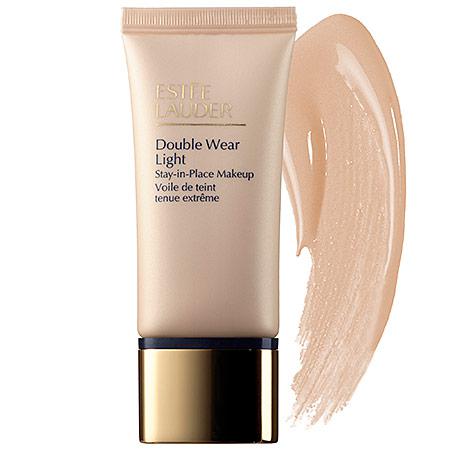 ESTĒE
LAUDER
Double Wear
Light
Stay-in-Place Makeup
Voile de teint
tenue extrême